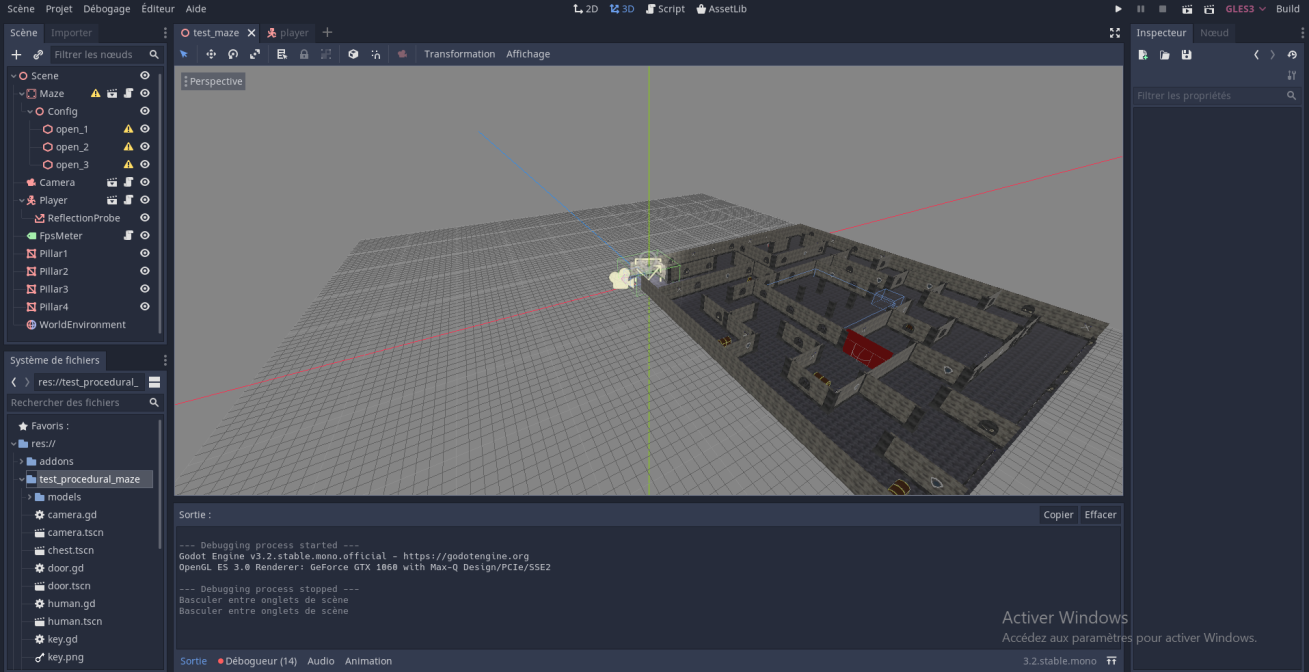 Scène Projet Débogage Éditeur Aide 2D 3D Script AssetLib GLES3 Build
Scène Importer
Filtrer les nœuds
Scene
Maze
Config
open_1
open_2
open_3
Camera
Player
ReflectionProbe
FpsMeter
Pillar1
Pillar2
Pillar3
Pillar4
WorldEnvironment
Système de fichiers
res://test_procedural_
Rechercher des fichiers
Favoris :
res://
addons
test_procedural_maze
models
camera.gd
camera.tscn
chest.tscn
door.gd
door.tscn
human.gd
human.tscn
key.gd
key.png
test_maze player
Transformation Affichage
Perspective
Sortie : Copier Effacer
--- Debugging process started ---
Godot Engine v3.2.stable.mono.official - https://godotengine.org
OpenGL ES 3.0 Renderer: GeForce GTX 1060 with Max-Q Design/PCIe/SSE2
--- Debugging process stopped ---
Basculer entre onglets de scène
Basculer entre onglets de scène
Sortie Débogueur (14) Audio Animation 3.2.stable.mono
Inspecteur Nœud
Filtrer les propriétés
Activer Windows
Accédez aux paramètres pour activer Windows.